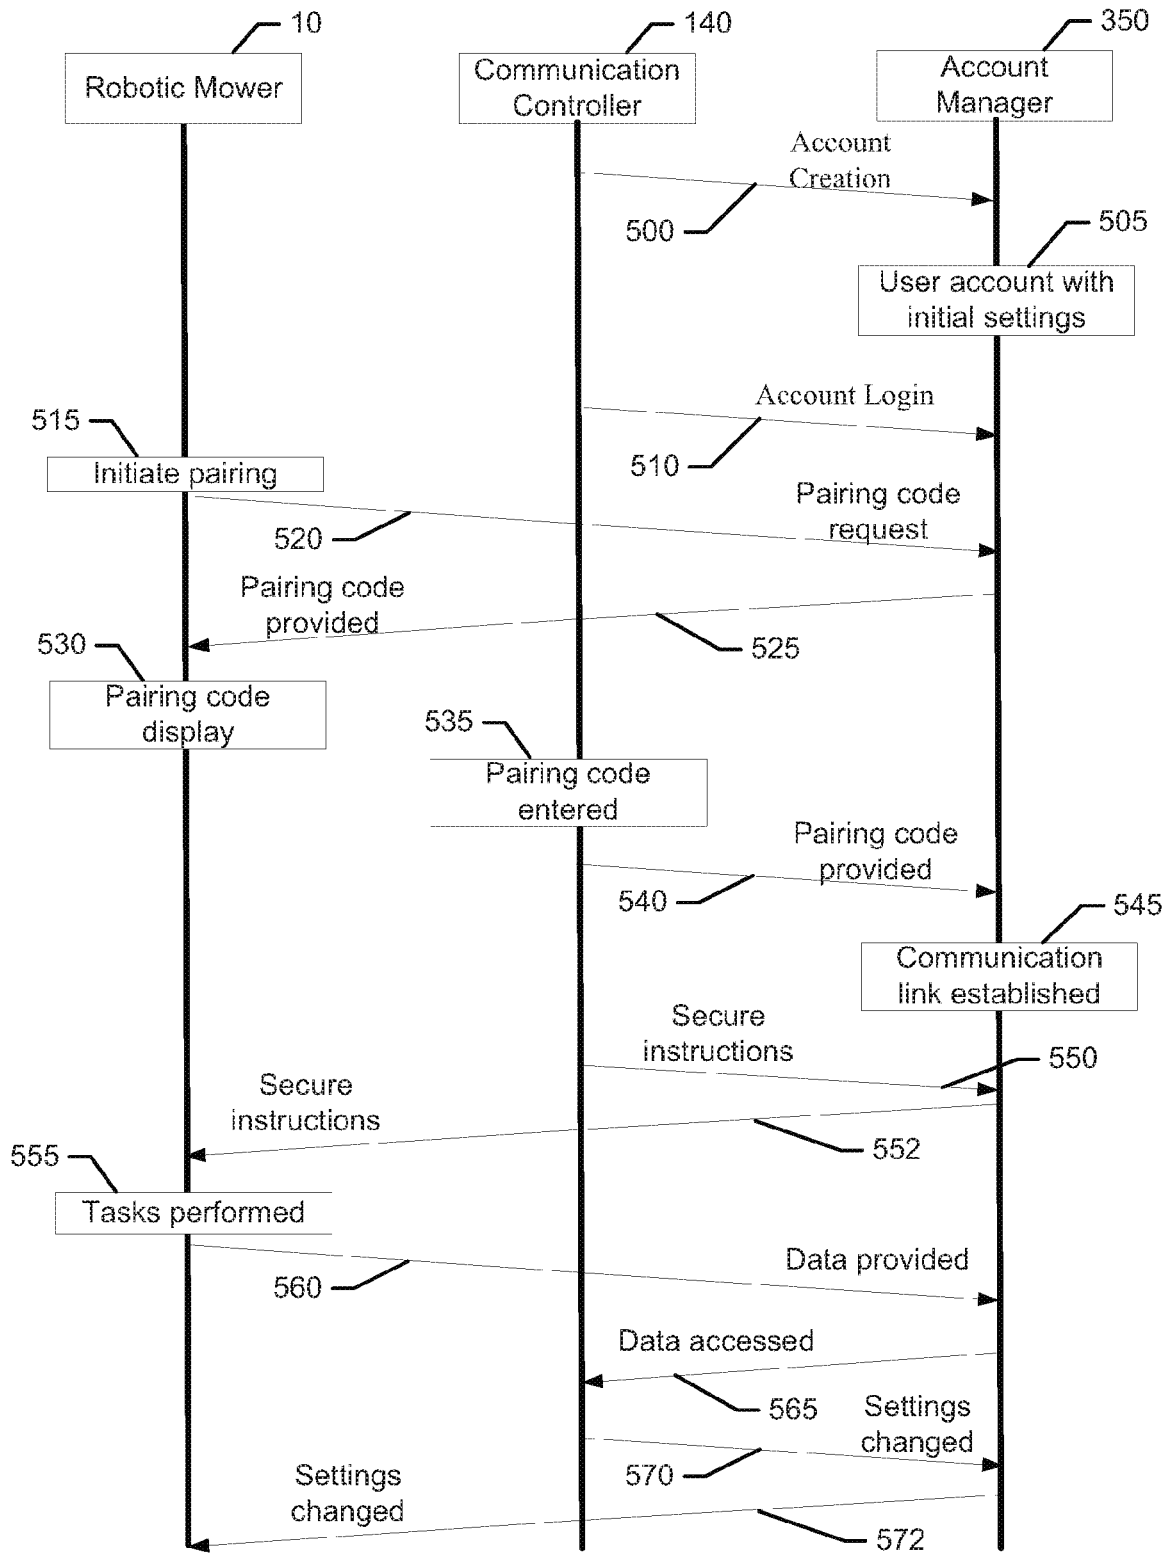 10
140
350
Robotic Mower
Communication
Controller
Account
Manager
Account
Creation
500
505
User account with
initial settings
Account Login
515
510
Initiate pairing
Pairing code
request
520
Pairing code
provided
525
530
Pairing code
display
535
Pairing code
entered
Pairing code
provided
540
545
Communication
link established
Secure
instructions
550
Secure
instructions
552
555
Tasks performed
Data provided
560
Data accessed
565
Settings
changed
570
Settings
changed
572